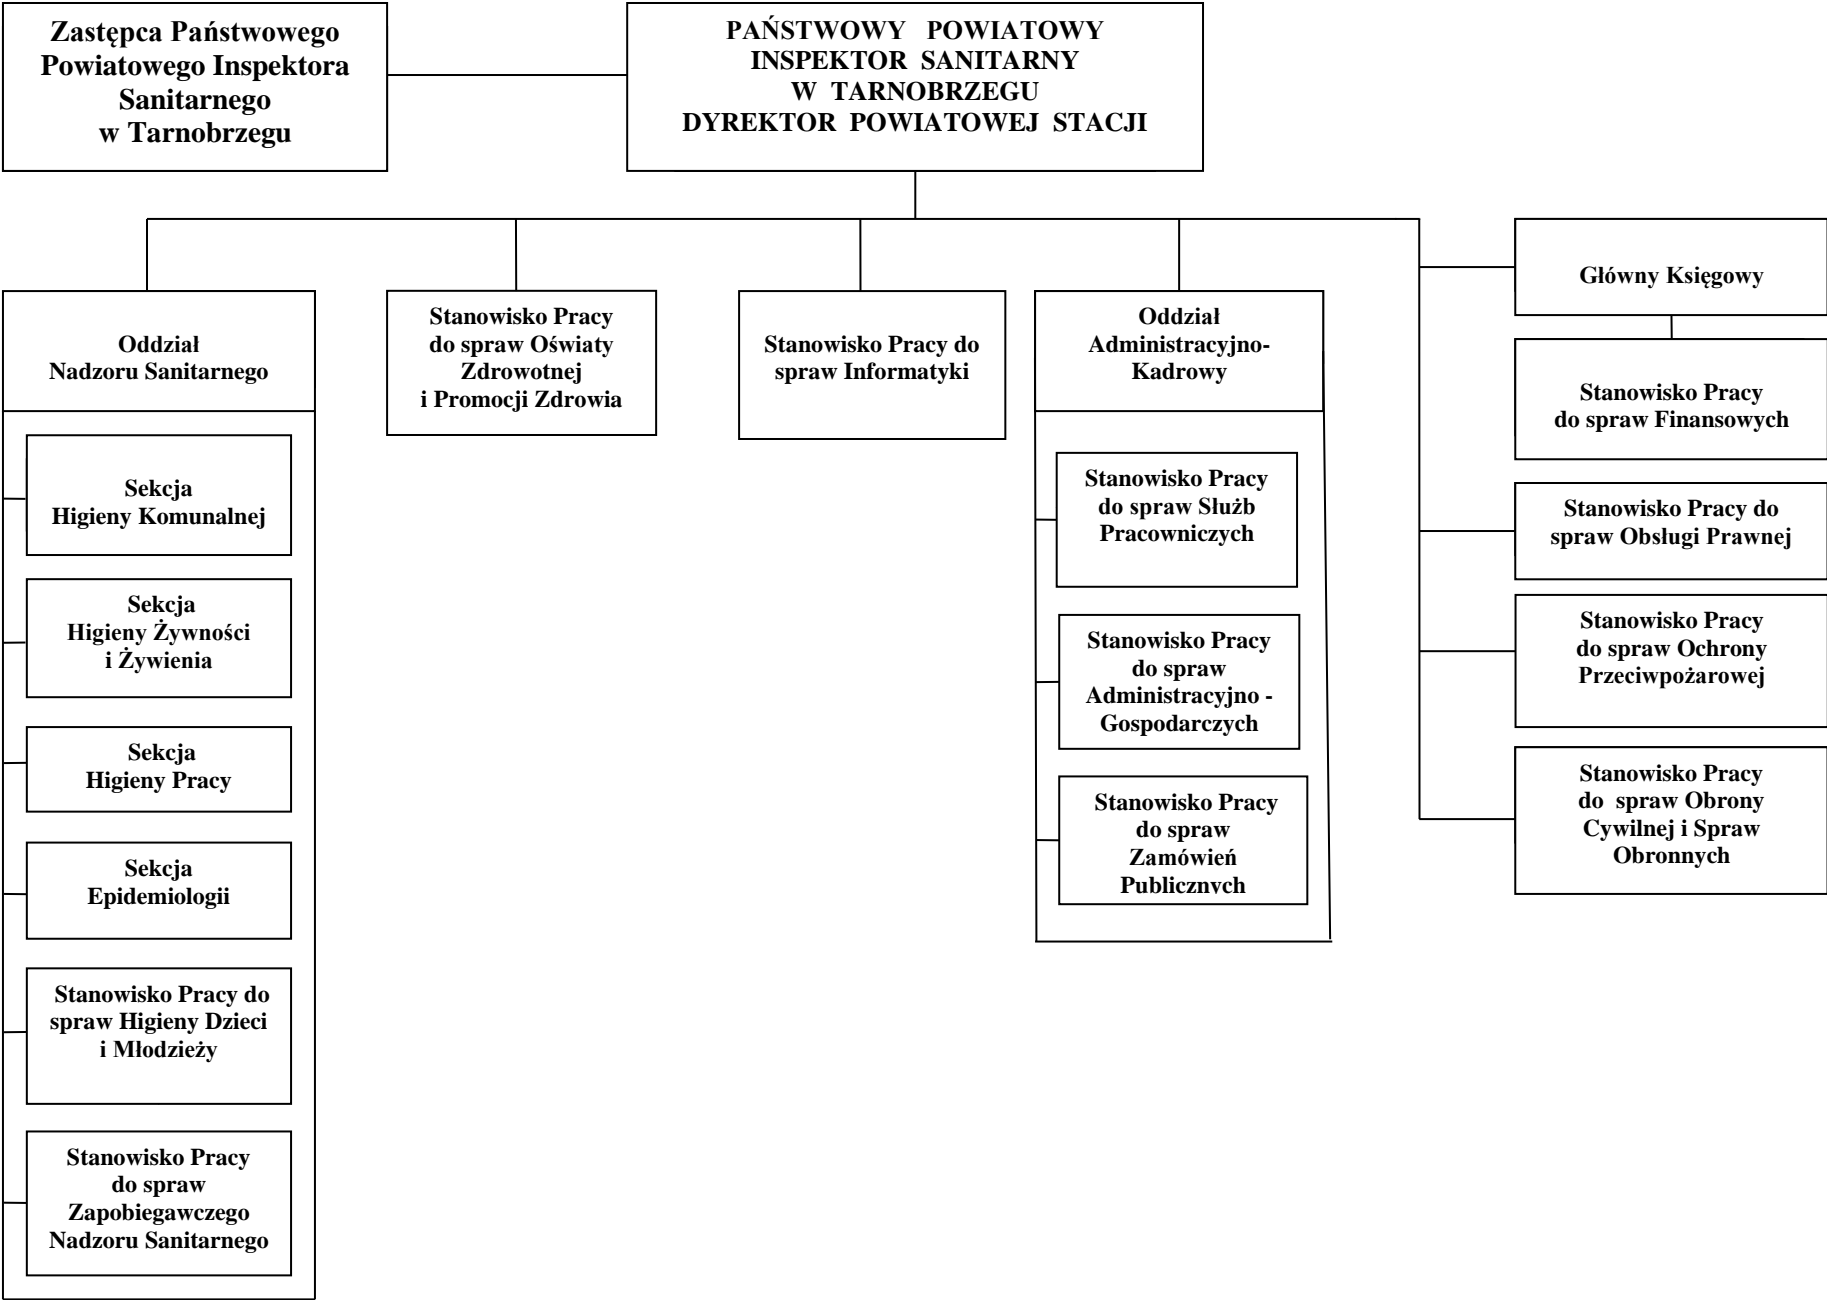 Zastępca Państwowego
Powiatowego Inspektora
Sanitarnego
w Tarnobrzegu
PAŃSTWOWY POWIATOWY
INSPEKTOR SANITARNY
W TARNOBRZEGU
DYREKTOR POWIATOWEJ STACJI
Oddział
Nadzoru Sanitarnego
Sekcja
Higieny Komunalnej
Sekcja
Higieny Żywności
i Żywienia
Sekcja
Higieny Pracy
Sekcja
Epidemiologii
Stanowisko Pracy do
spraw Higieny Dzieci
i Młodzieży
Stanowisko Pracy
do spraw
Zapobiegawczego
Nadzoru Sanitarnego
Stanowisko Pracy
do spraw Oświaty
Zdrowotnej
i Promocji Zdrowia
Stanowisko Pracy do
spraw Informatyki
Oddział
Administracyjno-
Kadrowy
Stanowisko Pracy
do spraw Służb
Pracowniczych
Stanowisko Pracy
do spraw
Administracyjno -
Gospodarczych
Stanowisko Pracy
do spraw
Zamówień
Publicznych
Główny Księgowy
Stanowisko Pracy
do spraw Finansowych
Stanowisko Pracy do
spraw Obsługi Prawnej
Stanowisko Pracy
do spraw Ochrony
Przeciwpożarowej
Stanowisko Pracy
do spraw Obrony
Cywilnej i Spraw
Obronnych